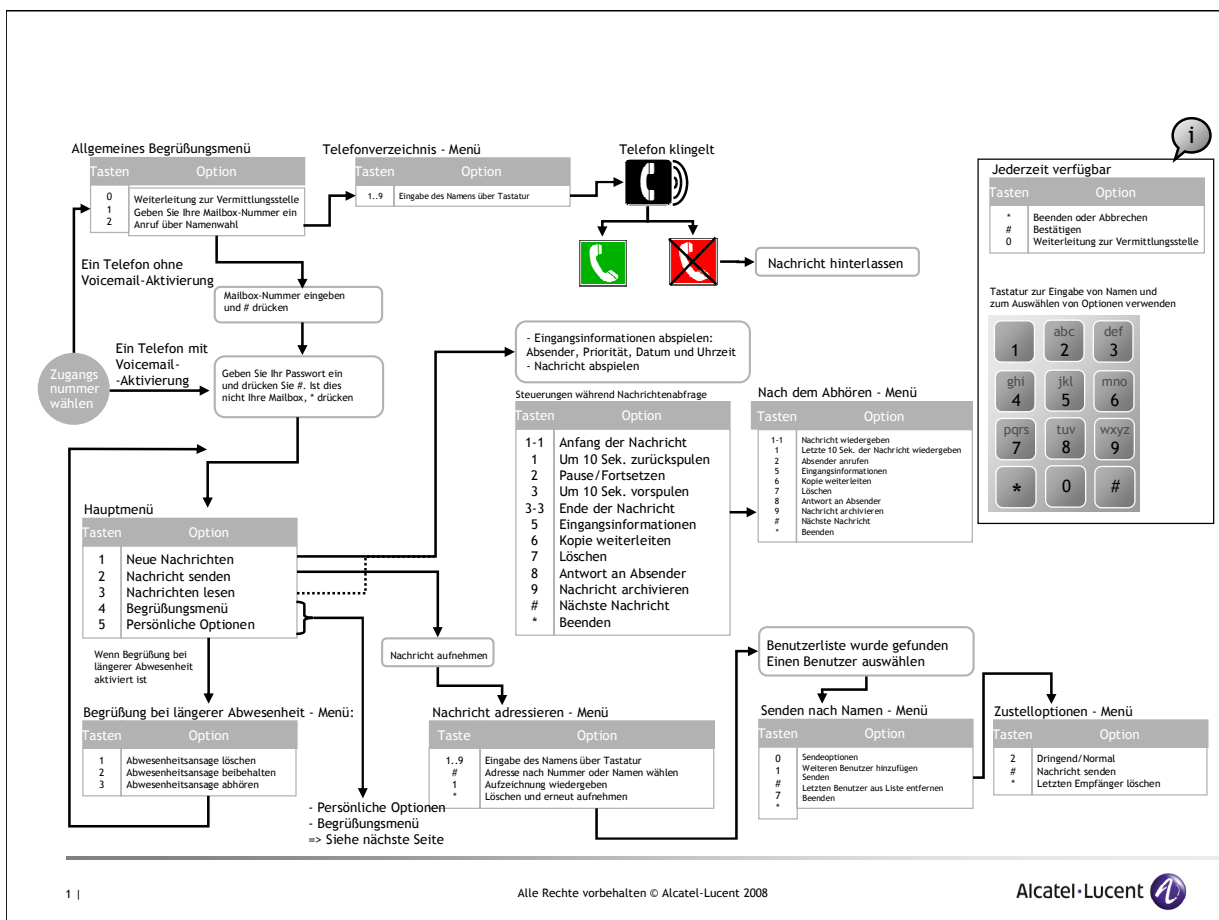 Allgemeines Begrüßungsmenü
Tasten Option
0 Weiterleitung zur Vermittlungsstelle
1 Geben Sie Ihre Mailbox-Nummer ein
2 Anruf über Namenwahl
Telefonverzeichnis - Menü
Tasten Option
1..9 Eingabe des Namens über Tastatur
Telefon klingelt
Nachricht hinterlassen
i
Jederzeit verfügbar
Tasten Option
* Beenden oder Abbrechen
# Bestätigen
0 Weiterleitung zur Vermittlungsstelle
Tastatur zur Eingabe von Namen und
zum Auswählen von Optionen verwenden
1 abc 2 def 3
ghi 4 jkl 5 mno 6
pqrs 7 tuv 8 wxyz 9
* 0 #
Ein Telefon ohne
Voicemail-Aktivierung
Mailbox-Nummer eingeben
und # drücken
Ein Telefon mit
Voicemail-
-Aktivierung
Zugangs
nummer
wählen
Geben Sie Ihr Passwort ein
und drücken Sie #. Ist dies
nicht Ihre Mailbox, * drücken
- Eingangsinformationen abspielen:
Absender, Priorität, Datum und Uhrzeit
- Nachricht abspielen
Steuerungen während Nachrichtenabfrage
Tasten Option
1-1 Anfang der Nachricht
1 Um 10 Sek. zurückspulen
2 Pause/Fortsetzen
3 Um 10 Sek. vorspulen
3-3 Ende der Nachricht
5 Eingangsinformationen
6 Kopie weiterleiten
7 Löschen
8 Antwort an Absender
9 Nachricht archivieren
# Nächste Nachricht
* Beenden
Nach dem Abhören - Menü
Tasten Option
1-1 Nachricht wiedergeben
1 Letzte 10 Sek. der Nachricht wiedergeben
2 Absender anrufen
5 Eingangsinformationen
6 Kopie weiterleiten
7 Löschen
8 Antwort an Absender
9 Nachricht archivieren
# Nächste Nachricht
* Beenden
Hauptmenü
Tasten Option
1 Neue Nachrichten
2 Nachricht senden
3 Nachrichten lesen
4 Begrüßungsmenü
5 Persönliche Optionen
Wenn Begrüßung bei
längerer Abwesenheit
aktiviert ist
Nachricht aufnehmen
Benutzerliste wurde gefunden
Einen Benutzer auswählen
Begrüßung bei längerer Abwesenheit - Menü:
Tasten Option
1 Abwesenheitsansage löschen
2 Abwesenheitsansage beibehalten
3 Abwesenheitsansage abhören
Nachricht adressieren - Menü
Taste Option
1..9 Eingabe des Namens über Tastatur
# Adresse nach Nummer oder Namen wählen
1 Aufzeichnung wiedergeben
* Löschen und erneut aufnehmen
Senden nach Namen - Menü
Tasten Option
0 Sendeoptionen
1 Weiteren Benutzer hinzufügen
# Senden
7 Letzten Benutzer aus Liste entfernen
* Beenden
Zustelloptionen - Menü
Tasten Option
2 Dringend/Normal
# Nachricht senden
* Letzten Empfänger löschen
- Persönliche Optionen
- Begrüßungsmenü
=> Siehe nächste Seite
1 |
Alle Rechte vorbehalten © Alcatel-Lucent 2008
Alcatel·Lucent